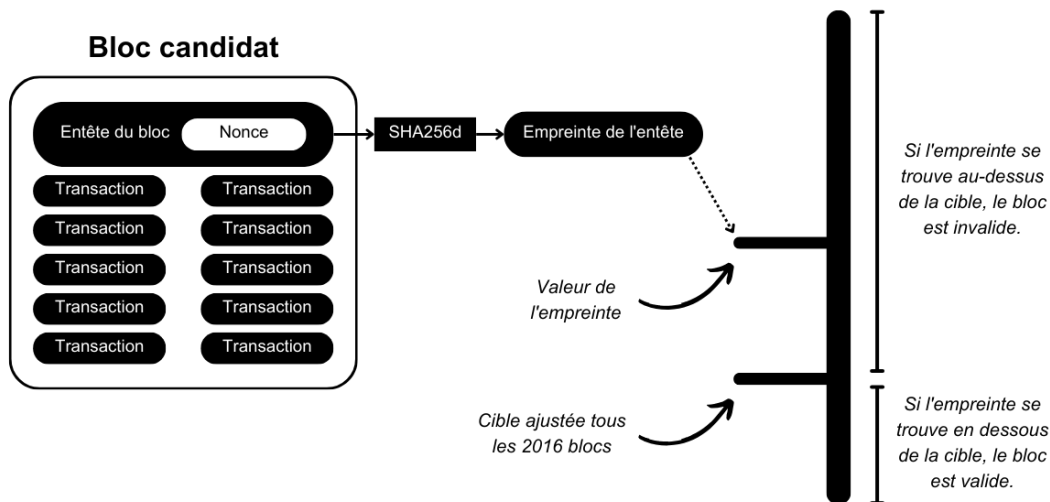 Bloc candidat
Entête du bloc
Nonce
SHA256d
Empreinte de l'entête
Transaction
Transaction
Transaction
Transaction
Transaction
Transaction
Transaction
Transaction
Transaction
Transaction
Valeur de
l'empreinte
Cible ajustée tous
les 2016 blocs
Si l'empreinte se
trouve au-dessus
de la cible, le bloc
est invalide.
Si l'empreinte se
trouve en dessous
de la cible, le bloc
est valide.